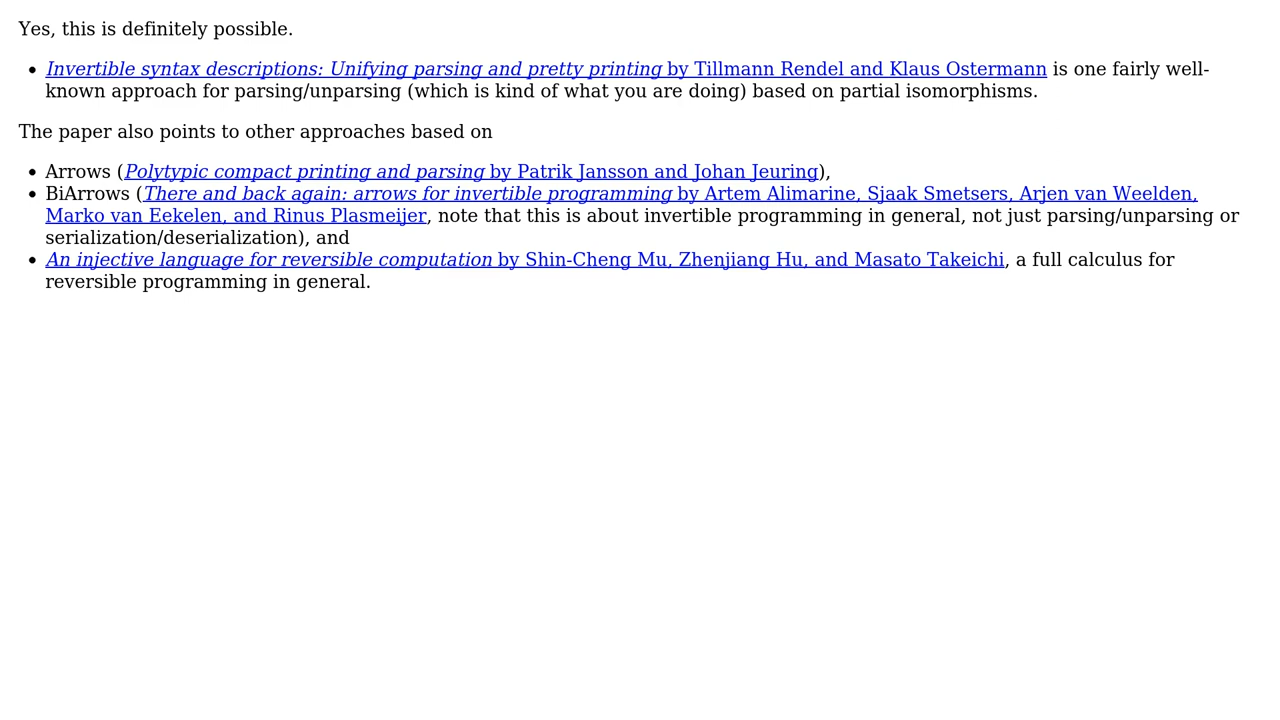 Yes, this is definitely possible.
• Invertible syntax descriptions: Unifying parsing and pretty printing by Tillmann Rendel and Klaus Ostermann is one fairly well-
known approach for parsing/unparsing (which is kind of what you are doing) based on partial isomorphisms.
The paper also points to other approaches based on
• Arrows (Polytypic compact printing and parsing by Patrik Jansson and Johan Jeuring),
• BiArrows (There and back again: arrows for invertible programming by Artem Alimarine, Sjaak Smetsers, Arjen van Weelden,
Marko van Eekelen, and Rinus Plasmeijer, note that this is about invertible programming in general, not just parsing/unparsing or
serialization/deserialization), and
• An injective language for reversible computation by Shin-Cheng Mu, Zhenjiang Hu, and Masato Takeichi, a full calculus for
reversible programming in general.